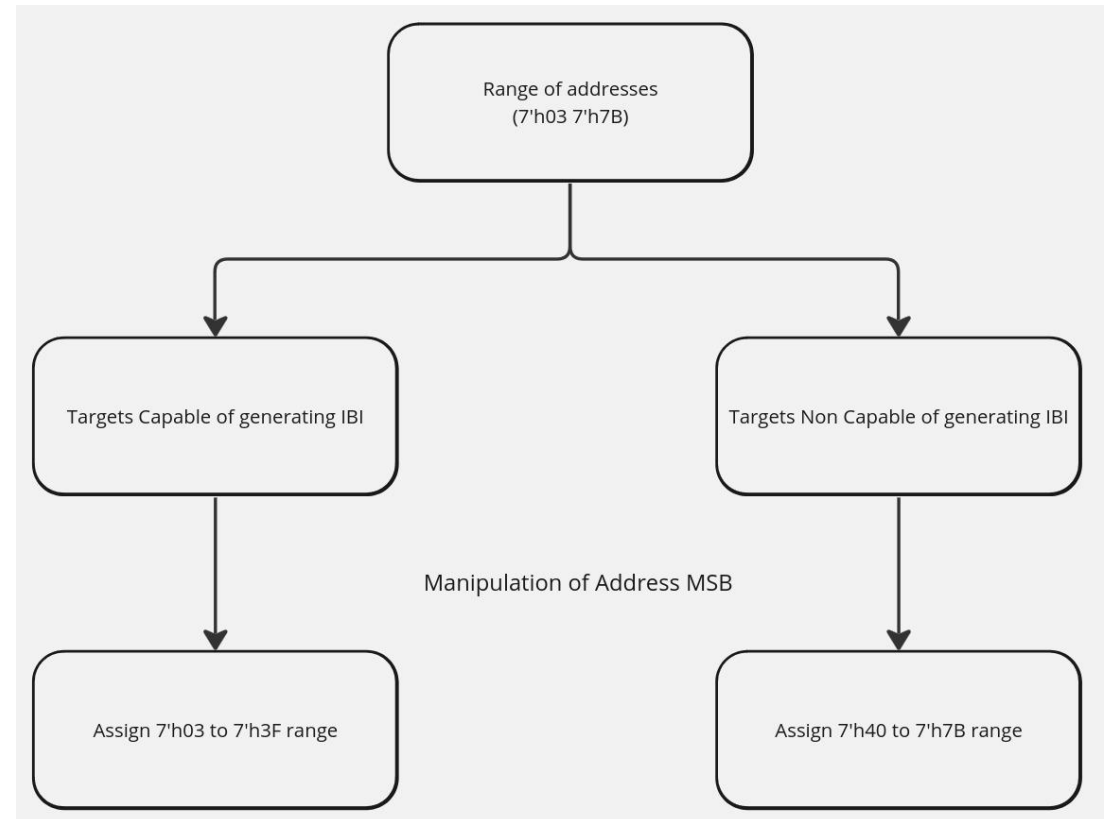 Range of addresses
(7'h03 7'h7B)
Targets Capable of generating IBI
Targets Non Capable of generating IBI
Manipulation of Address MSB
Assign 7'h03 to 7'h3F range
Assign 7'h40 to 7'h7B range